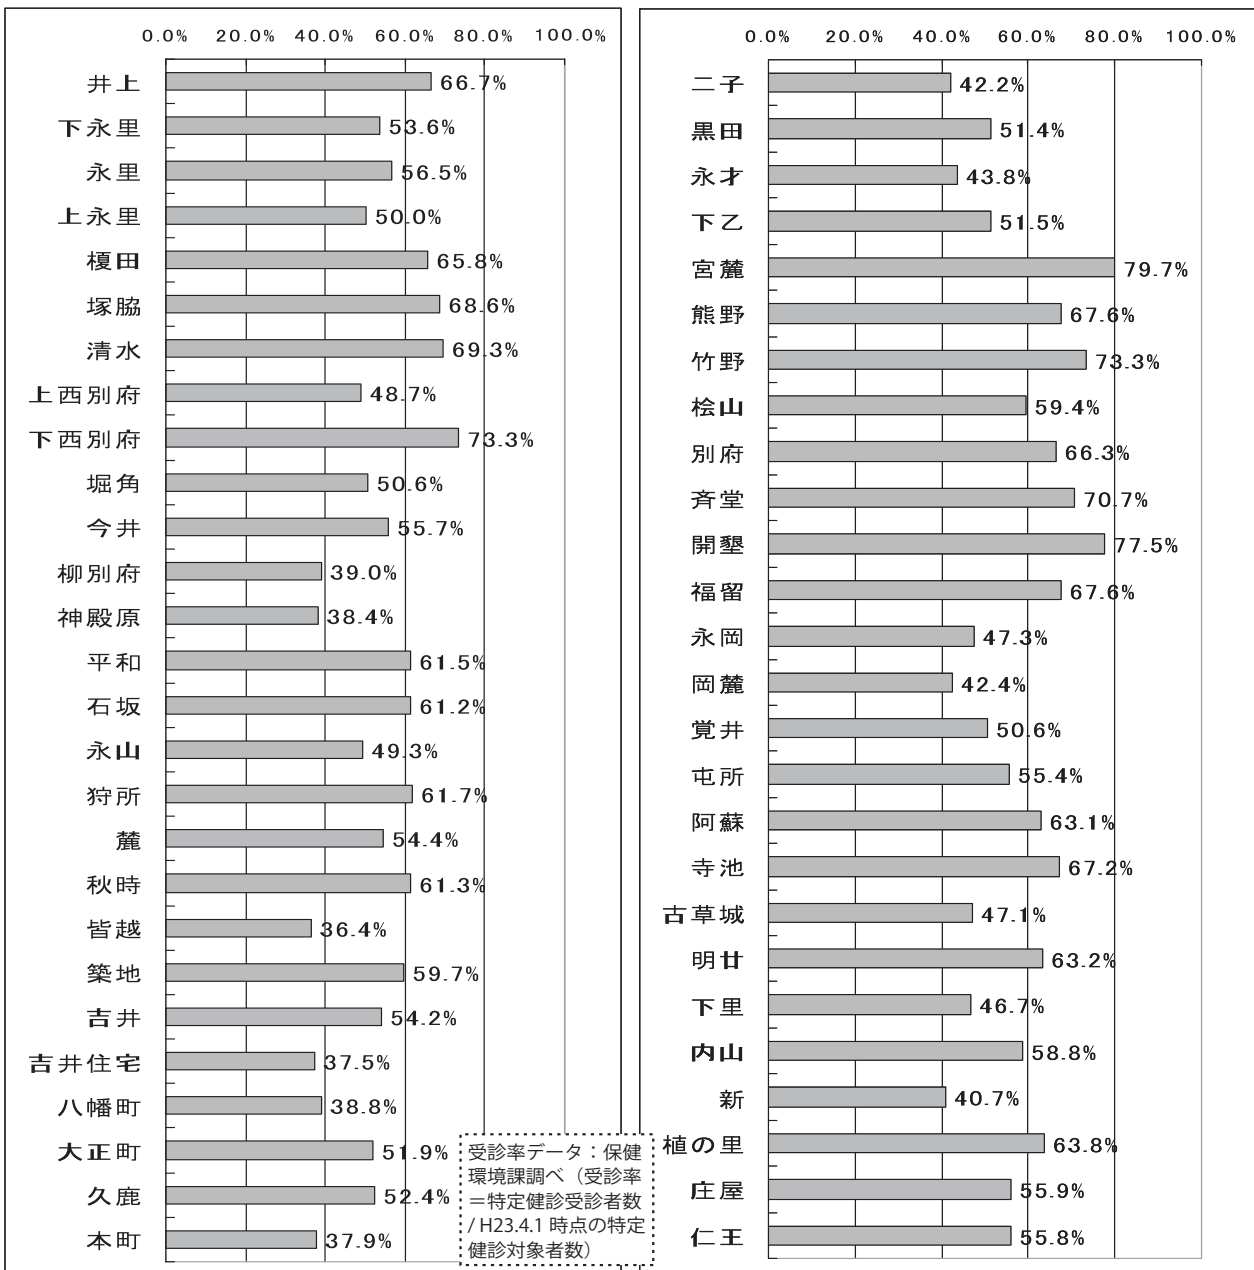 0.0% 20.0% 40.0% 60.0% 80.0% 100.0%
井上 66.7%
下永里 53.6%
永里 56.5%
上永里 50.0%
榎田 65.8%
塚脇 68.6%
清水 69.3%
上西別府 48.7%
下西別府 73.3%
堀角 50.6%
今井 55.7%
柳別府 39.0%
神殿原 38.4%
平和 61.5%
石坂 61.2%
永山 49.3%
狩所 61.7%
麓 54.4%
秋時 61.3%
皆越 36.4%
築地 59.7%
吉井 54.2%
吉井住宅 37.5%
八幡町 38.8%
大正町 51.9%
久鹿 52.4%
本町 37.9%
受診率データ：保健
環境課調べ（受診率
＝特定健診受診者数
/ H23.4.1 時点の特定
健診対象者数）
0.0% 20.0% 40.0% 60.0% 80.0% 100.0%
二子 42.2%
黒田 51.4%
永才 43.8%
下乙 51.5%
宮麓 79.7%
熊野 67.6%
竹野 73.3%
桧山 59.4%
別府 66.3%
斉堂 70.7%
開墾 77.5%
福留 67.6%
永岡 47.3%
岡麓 42.4%
覚井 50.6%
屯所 55.4%
阿蘇 63.1%
寺池 67.2%
古草城 47.1%
明廿 63.2%
下里 46.7%
内山 58.8%
新 40.7%
植の里 63.8%
庄屋 55.9%
仁王 55.8%